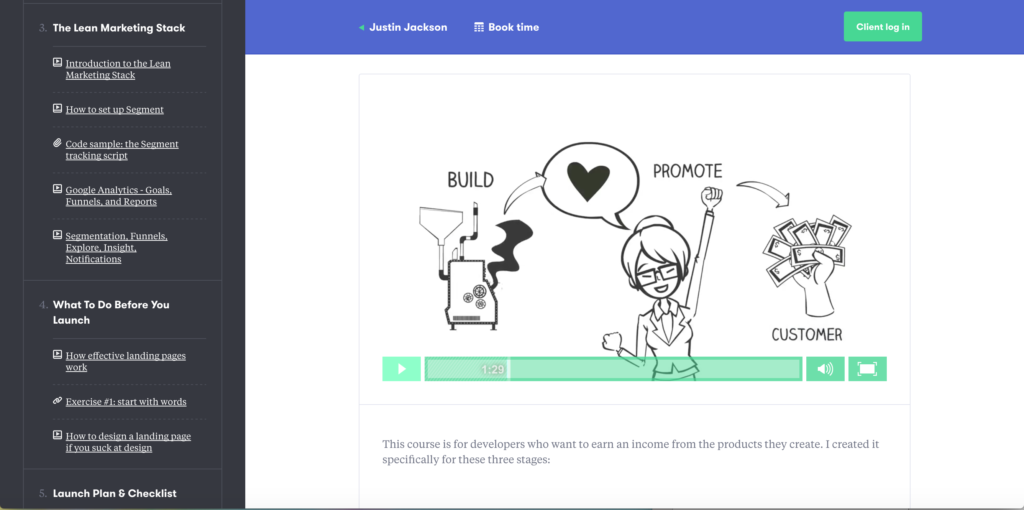 3. The Lean Marketing Stack
Introduction to the Lean
Marketing Stack
How to set up Segment
Code sample: the Segment
tracking script
Google Analytics - Goals,
Funnels, and Reports
Segmentation, Funnels,
Explore, Insight,
Notifications
4. What To Do Before You
Launch
How effective landing pages
work
Exercise #1: start with words
How to design a landing page
if you suck at design
5. Launch Plan & Checklist
Justin Jackson
Book time
Client log in
BUILD
PROMOTE
CUSTOMER
1:29
This course is for developers who want to earn an income from the products they create. I created it
specifically for these three stages: